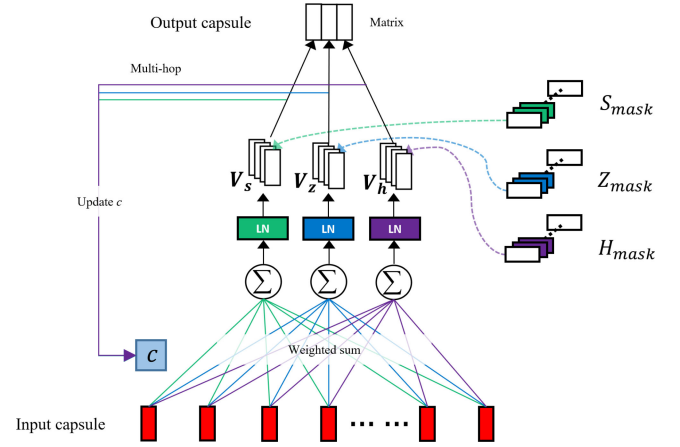 Output capsule
Matrix
Multi-hop
S_mask
V_s
V_z
V_h
Z_mask
Update c
LN
LN
LN
H_mask
Σ
Σ
Σ
Weighted sum
c
... ...
Input capsule